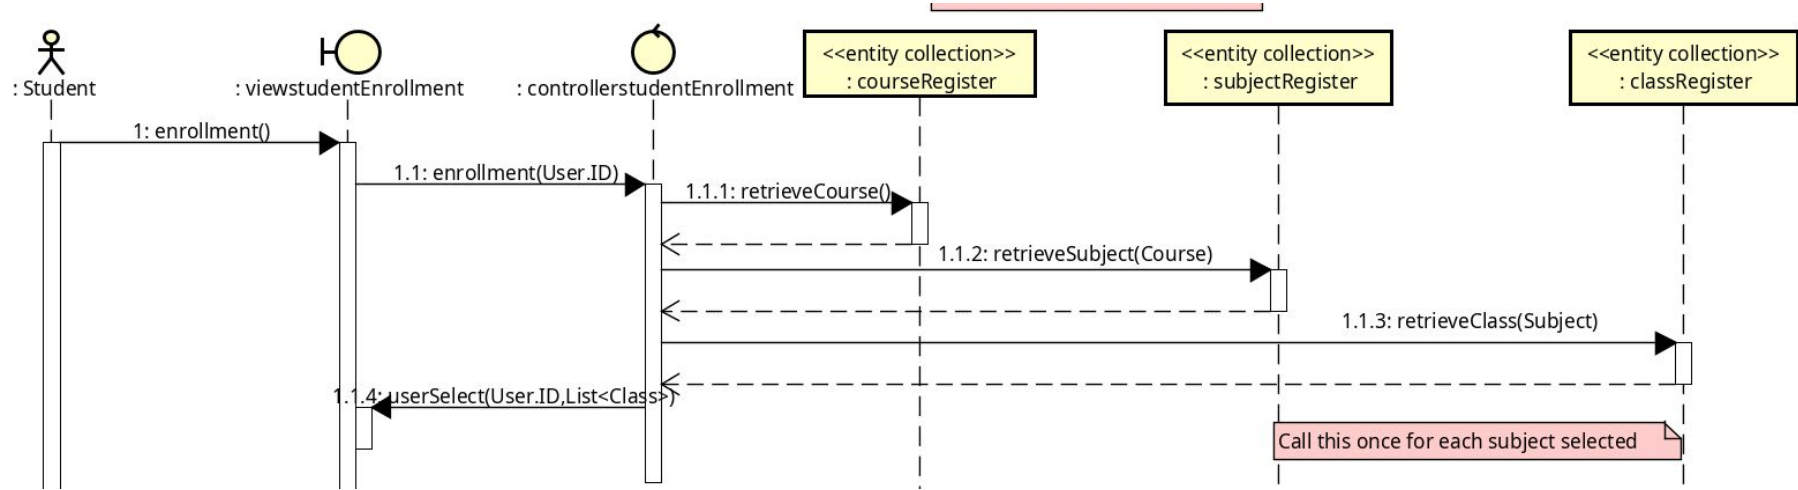 <<entity collection>>
: courseRegister
<<entity collection>>
: subjectRegister
<<entity collection>>
: classRegister
: Student
: viewstudentEnrollment
: controllerstudentEnrollment
1: enrollment()
1.1: enrollment(User.ID)
1.1.1: retrieveCourse()
1.1.2: retrieveSubject(Course)
1.1.3: retrieveClass(Subject)
1.1.4: userSelect(User.ID,List<Class>)
Call this once for each subject selected